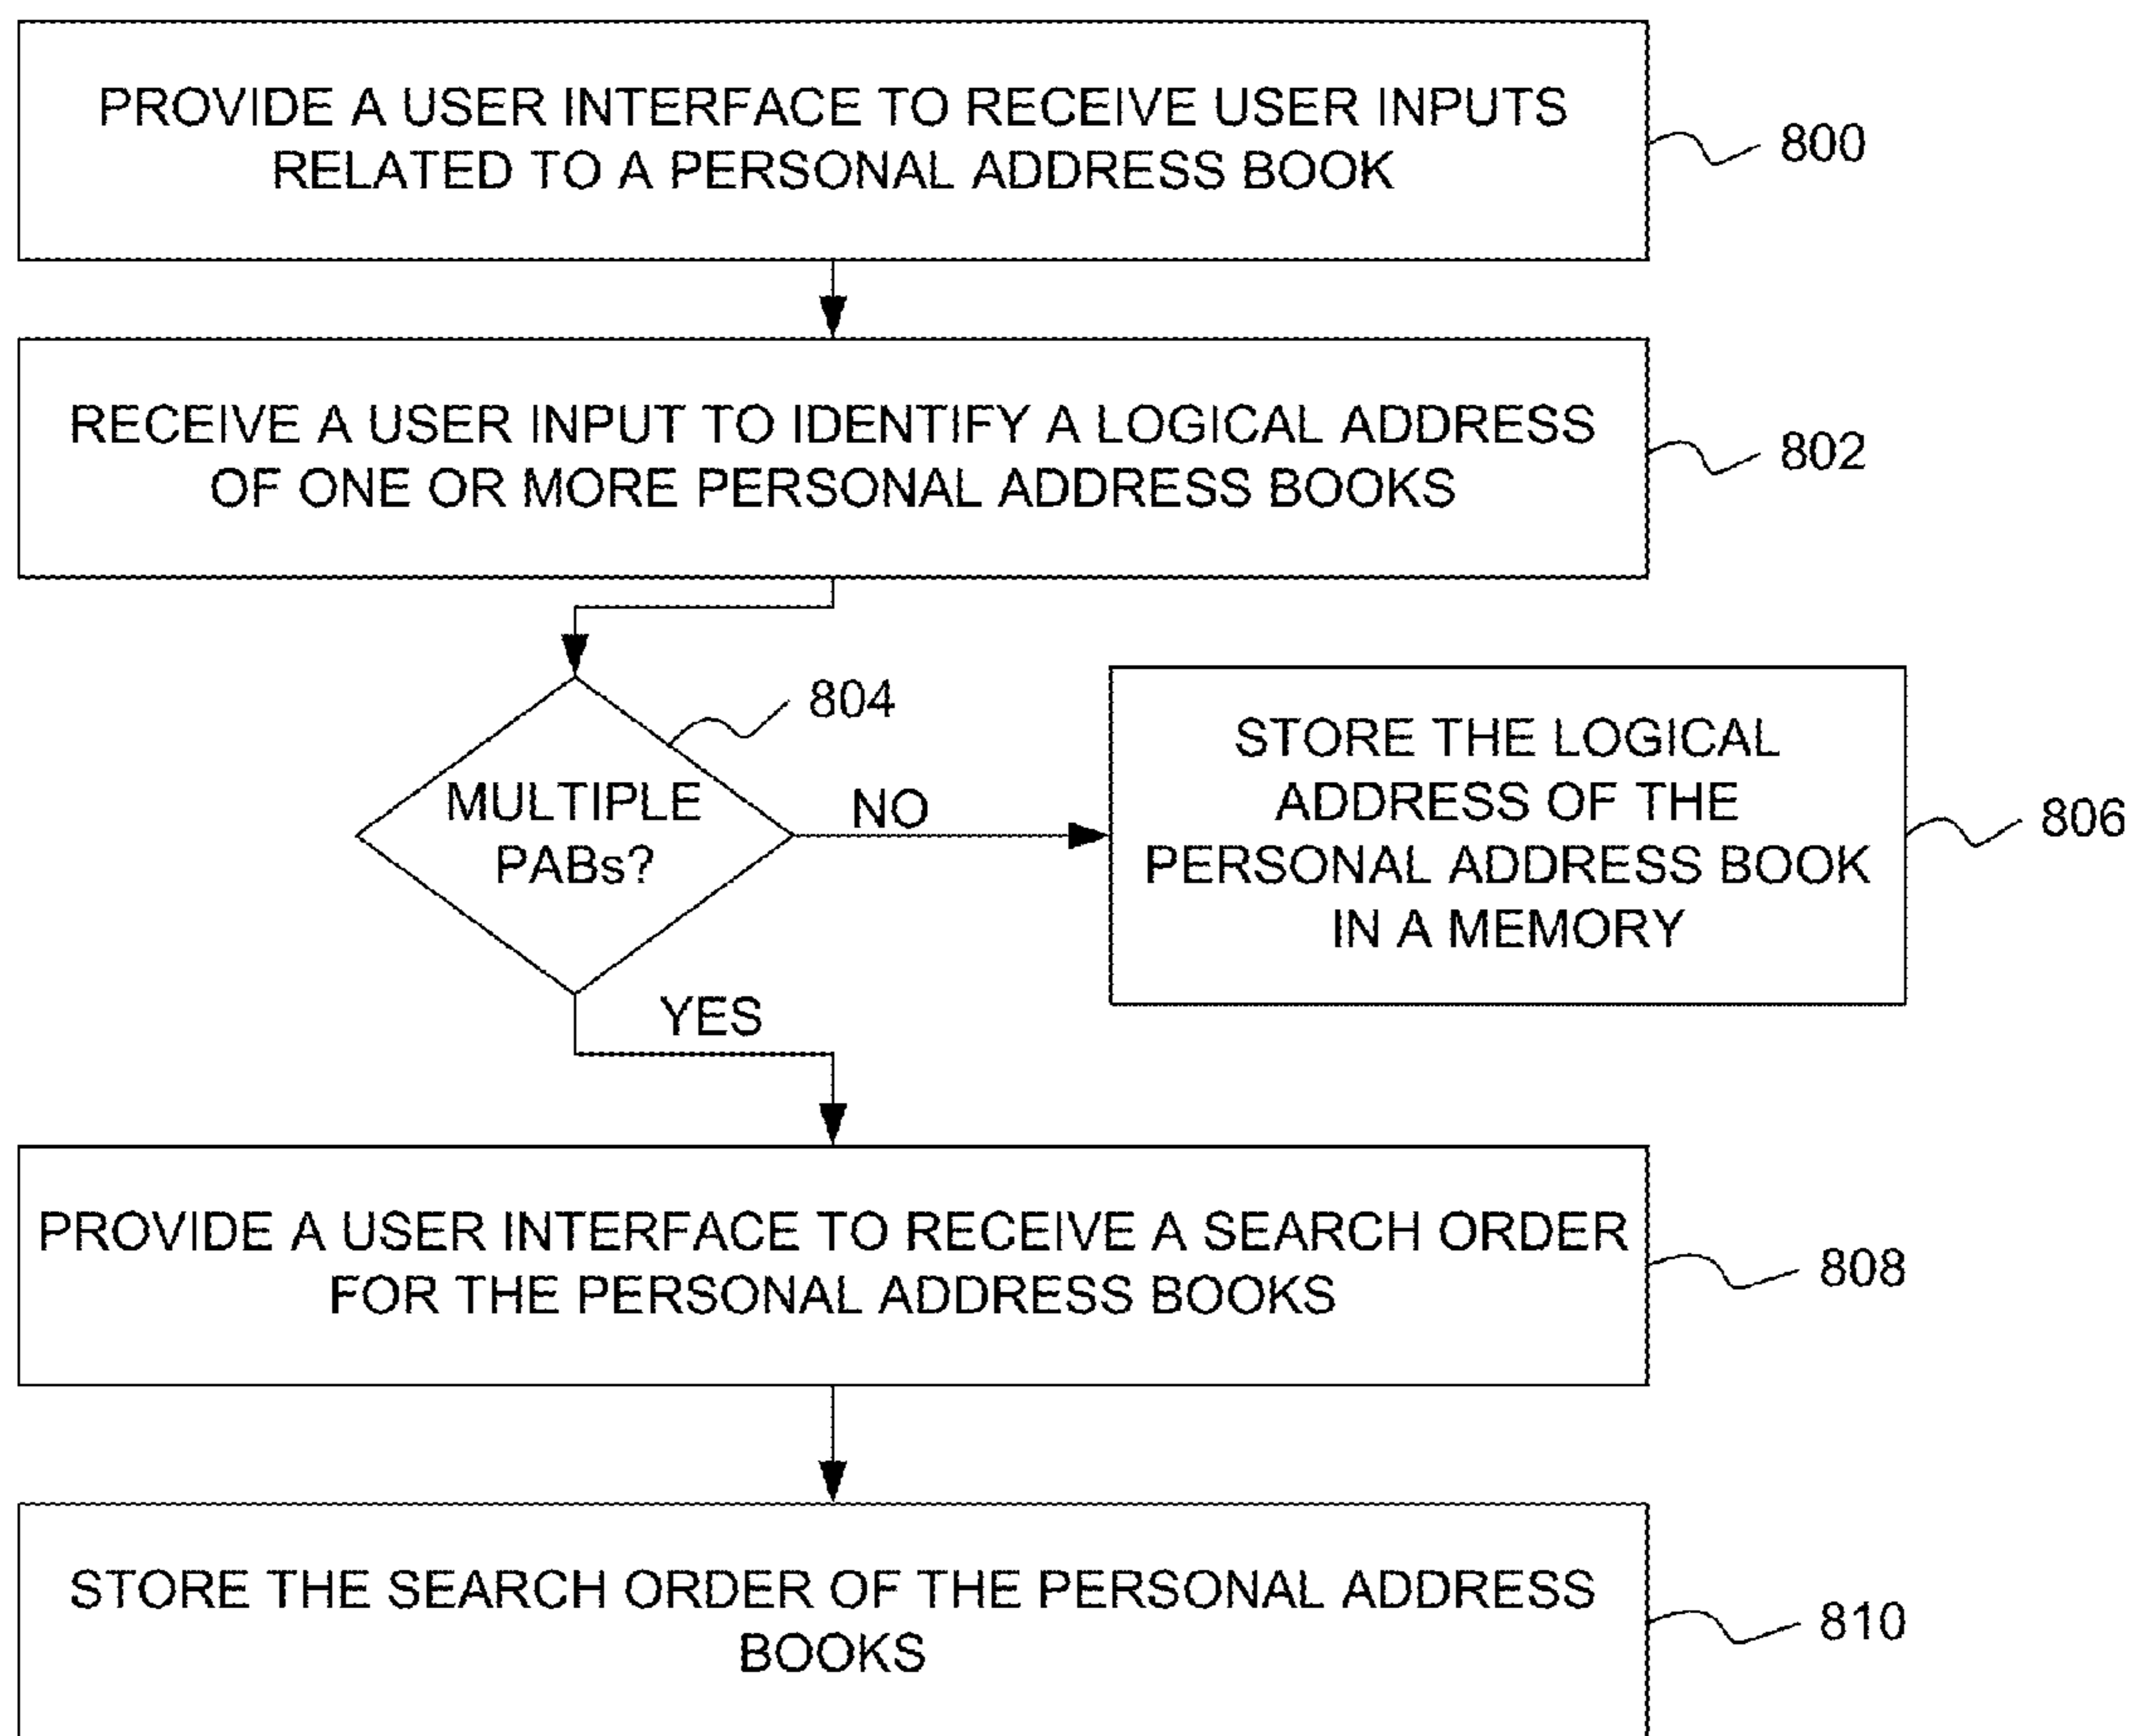 PROVIDE A USER INTERFACE TO RECEIVE USER INPUTS
RELATED TO A PERSONAL ADDRESS BOOK
800
RECEIVE A USER INPUT TO IDENTIFY A LOGICAL ADDRESS
OF ONE OR MORE PERSONAL ADDRESS BOOKS
802
804
MULTIPLE
PABs?
NO
STORE THE LOGICAL
ADDRESS OF THE
PERSONAL ADDRESS BOOK
IN A MEMORY
806
YES
PROVIDE A USER INTERFACE TO RECEIVE A SEARCH ORDER
FOR THE PERSONAL ADDRESS BOOKS
808
STORE THE SEARCH ORDER OF THE PERSONAL ADDRESS
BOOKS
810